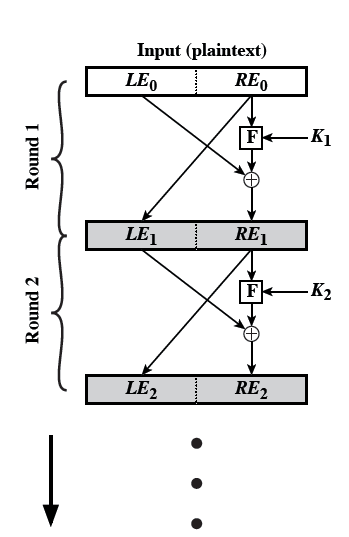 Input (plaintext)
LE0 RE0
Round 1
F K1
LE1 RE1
Round 2
F K2
LE2 RE2